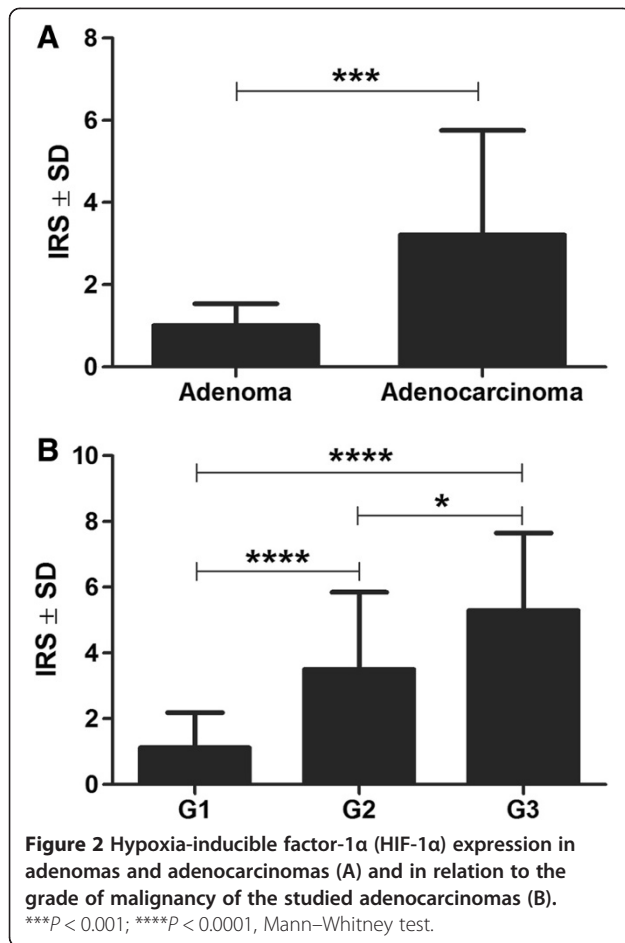 A
8
6
4
2
0
IRS ± SD
***
Adenoma Adenocarcinoma
B
10
8
6
4
2
0
IRS ± SD
****
*
****
G1 G2 G3
Figure 2 Hypoxia-inducible factor-1α (HIF-1α) expression in
adenomas and adenocarcinomas (A) and in relation to the
grade of malignancy of the studied adenocarcinomas (B).
***P < 0.001; ****P < 0.0001, Mann–Whitney test.